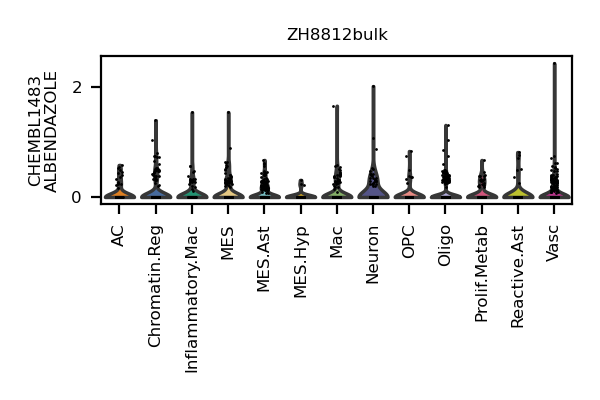 ZH8812bulk
CHEMBL1483
ALBENDAZOLE
2
0
AC
Chromatin.Reg
Inflammatory.Mac
MES
MES.Ast
MES.Hyp
Mac
Neuron
OPC
Oligo
Prolif.Metab
Reactive.Ast
Vasc